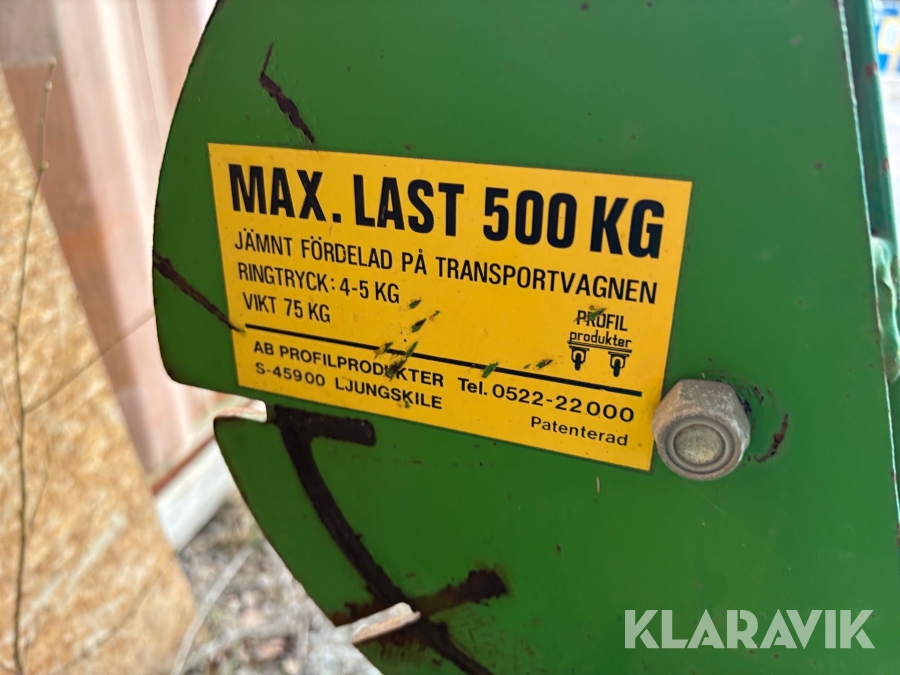 MAX. LAST 500 KG
JÄMNT FÖRDELAD PÅ TRANSPORTVAGNEN
RINGTRYCK: 4-5 KG
VIKT 75 KG
PROFIL
produkter
AB PROFILPRODUKTER Tel. 0522-22000
S-45900 LJUNGSKILE
Patenterad
KLARAVIK